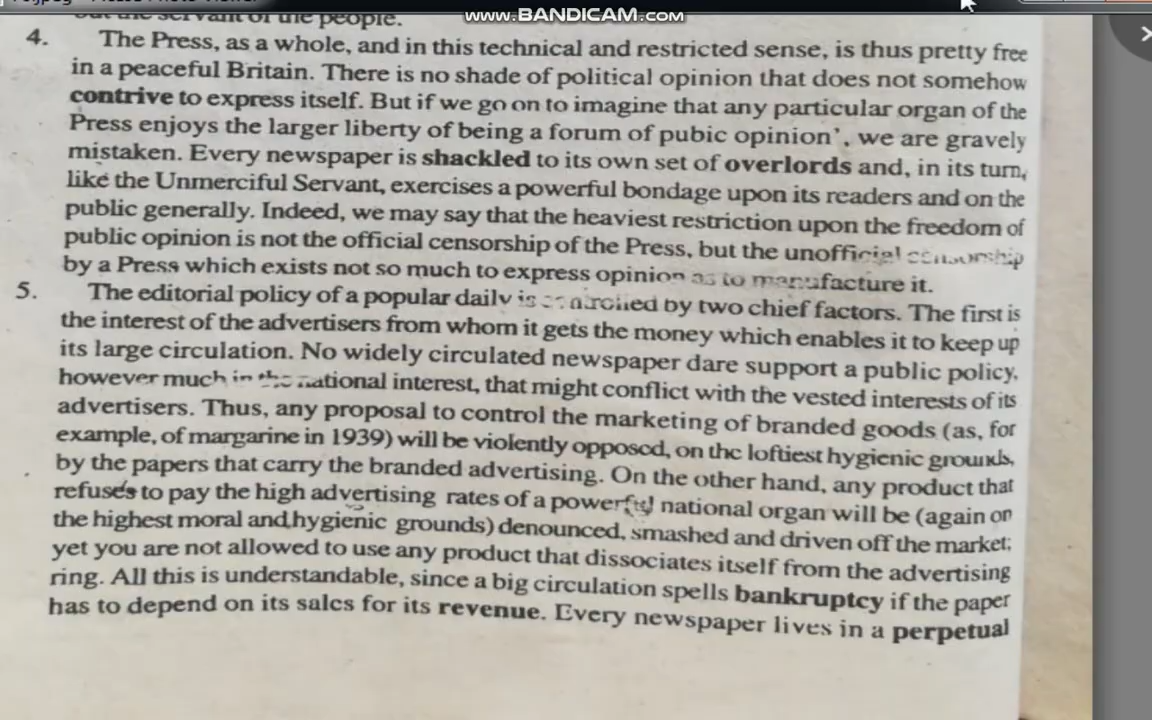 www.BANDICAM.com
but the servant of the people.
4. The Press, as a whole, and in this technical and restricted sense, is thus pretty free
in a peaceful Britain. There is no shade of political opinion that does not somehow
contrive to express itself. But if we go on to imagine that any particular organ of the
Press enjoys the larger liberty of being a forum of pubic opinion', we are gravely
mistaken. Every newspaper is shackled to its own set of overlords and, in its turn,
like the Unmerciful Servant, exercises a powerful bondage upon its readers and on the
public generally. Indeed, we may say that the heaviest restriction upon the freedom of
public opinion is not the official censorship of the Press, but the unofficial censorship
by a Press which exists not so much to express opinion as to manufacture it.
5. The editorial policy of a popular daily is controlled by two chief factors. The first is
the interest of the advertisers from whom it gets the money which enables it to keep up
its large circulation. No widely circulated newspaper dare support a public policy,
however much in the national interest, that might conflict with the vested interests of its
advertisers. Thus, any proposal to control the marketing of branded goods (as, for
example, of margarine in 1939) will be violently opposed, on the loftiest hygienic grounds,
by the papers that carry the branded advertising. On the other hand, any product that
refuses to pay the high advertising rates of a powerful national organ will be (again on
the highest moral and hygienic grounds) denounced, smashed and driven off the market;
yet you are not allowed to use any product that dissociates itself from the advertising
ring. All this is understandable, since a big circulation spells bankruptcy if the paper
has to depend on its sales for its revenue. Every newspaper lives in a perpetual